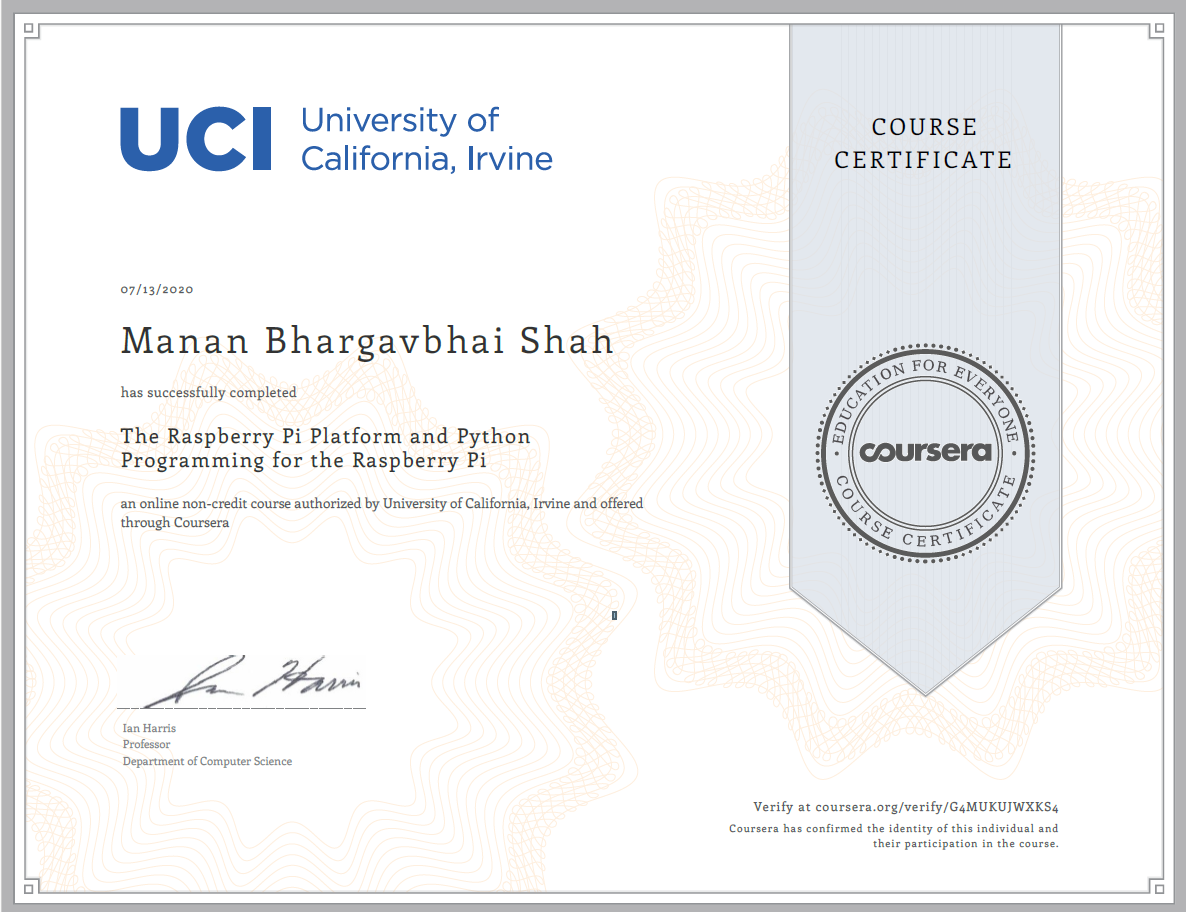 UCI
University of
California, Irvine
COURSE
CERTIFICATE
07/13/2020
Manan Bhargavbhai Shah
has successfully completed
The Raspberry Pi Platform and Python
Programming for the Raspberry Pi
an online non-credit course authorized by University of California, Irvine and offered
through Coursera
EDUCATION FOR EVERYONE
coursera
COURSE CERTIFICATE
Ian Harris
Ian Harris
Professor
Department of Computer Science
Verify at coursera.org/verify/G4MUKUJWXKS4
Coursera has confirmed the identity of this individual and
their participation in the course.